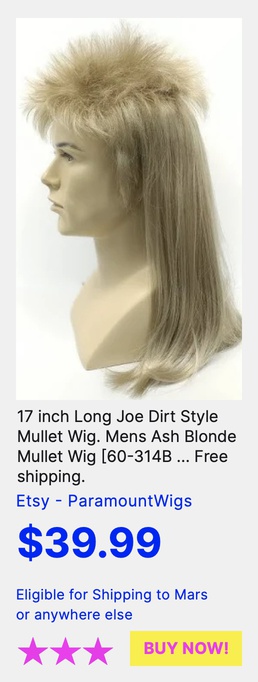 17 inch Long Joe Dirt Style
Mullet Wig. Mens Ash Blonde
Mullet Wig [60-314B ... Free
shipping.
Etsy - ParamountWigs
$39.99
Eligible for Shipping to Mars
or anywhere else
BUY NOW!